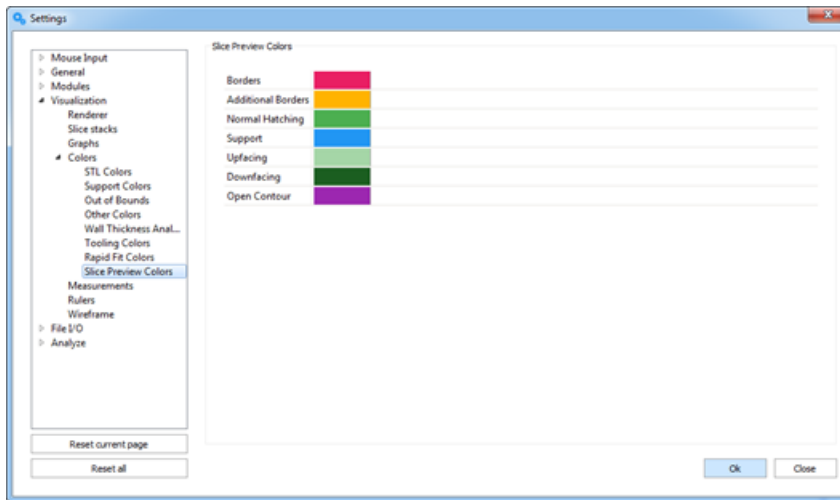 Settings
Mouse Input
General
Modules
Visualization
Renderer
Slice stacks
Graphs
Colors
STL Colors
Support Colors
Out of Bounds
Other Colors
Wall Thickness Anal...
Tooling Colors
Rapid Fit Colors
Slice Preview Colors
Measurements
Rulers
Wireframe
File I/O
Analyze
Reset current page
Reset all
Slice Preview Colors
Borders
Additional Borders
Normal Hatching
Support
Upfacing
Downfacing
Open Contour
Ok
Close